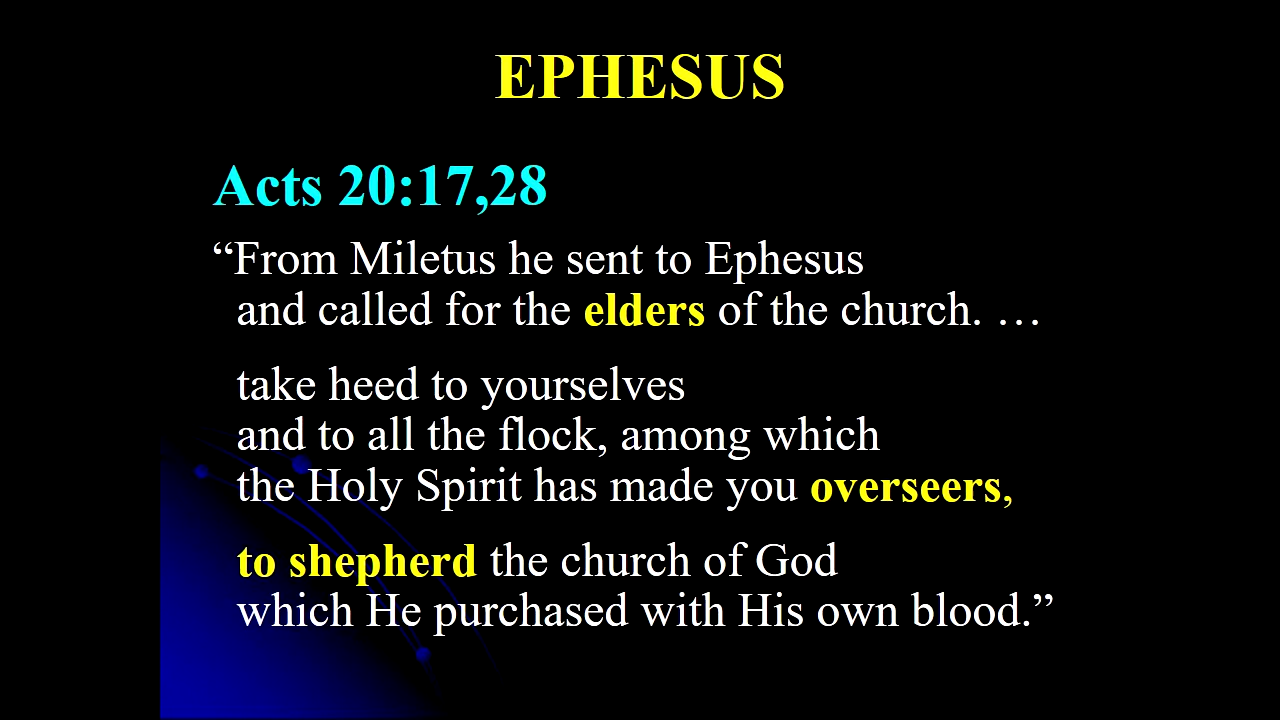 EPHESUS
Acts 20:17,28
“From Miletus he sent to Ephesus
and called for the elders of the church. …
take heed to yourselves
and to all the flock, among which
the Holy Spirit has made you overseers,
to shepherd the church of God
which He purchased with His own blood.”